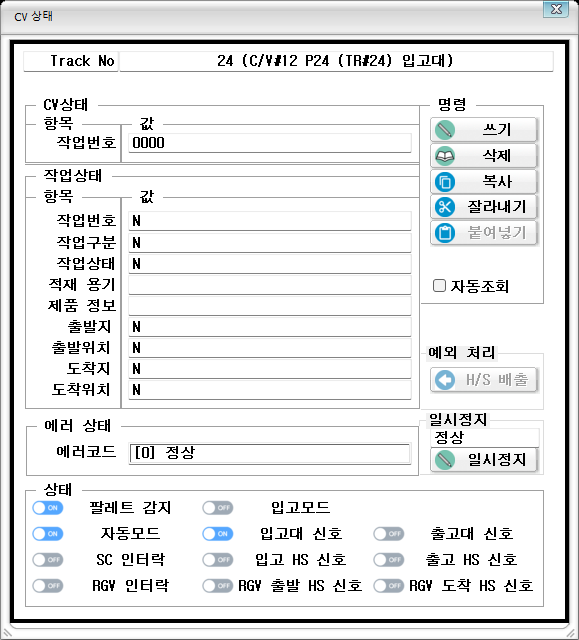 CV 상태
Track No 24 (C/V#12 P24 (TR#24) 입고대)
CV상태
항목 값
작업번호 0000
작업상태
항목 값
작업번호 N
작업구분 N
작업상태 N
적재 용기
제품 정보
출발지 N
출발위치 N
도착지 N
도착위치 N
명령
쓰기
삭제
복사
잘라내기
붙여넣기
자동조회
예외 처리
H/S 배출
에러 상태
에러코드 [0] 정상
일시정지
정상
일시정지
상태
ON 팔레트 감지 OFF 입고모드
ON 자동모드 ON 입고대 신호 OFF 출고대 신호
OFF SC 인터락 OFF 입고 HS 신호 OFF 출고 HS 신호
OFF RGV 인터락 OFF RGV 출발 HS 신호 OFF RGV 도착 HS 신호